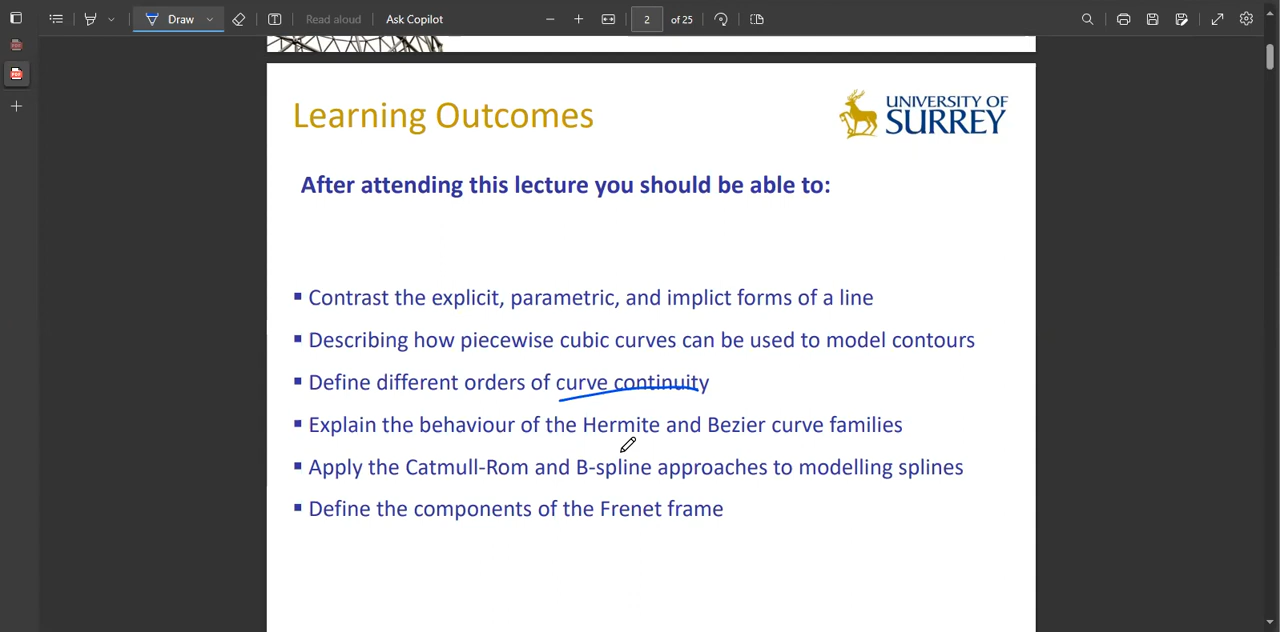 Draw
Read aloud
Ask Copilot
2
of 25
Learning Outcomes
UNIVERSITY OF
SURREY
After attending this lecture you should be able to:
▪ Contrast the explicit, parametric, and implict forms of a line
▪ Describing how piecewise cubic curves can be used to model contours
▪ Define different orders of curve continuity
▪ Explain the behaviour of the Hermite and Bezier curve families
▪ Apply the Catmull-Rom and B-spline approaches to modelling splines
▪ Define the components of the Frenet frame